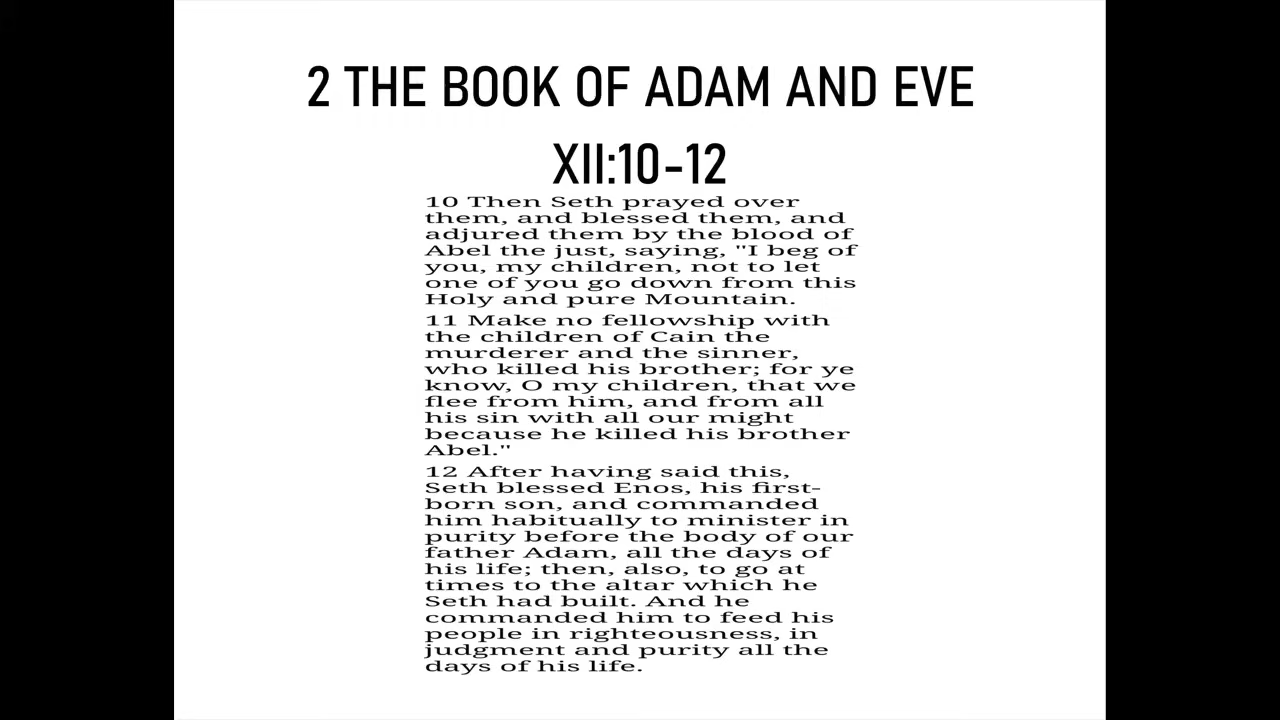 2 THE BOOK OF ADAM AND EVE
XII:10-12
10 Then Seth prayed over
them, and blessed them, and
adjured them by the blood of
Abel the just, saying, "I beg of
you, my children, not to let
one of you go down from this
Holy and pure Mountain.
11 Make no fellowship with
the children of Cain the
murderer and the sinner,
who killed his brother; for ye
know, O my children, that we
flee from him, and from all
his sin with all our might
because he killed his brother
Abel."
12 After having said this,
Seth blessed Enos, his first-
born son, and commanded
him habitually to minister in
purity before the body of our
father Adam, all the days of
his life; then, also, to go at
times to the altar which he
Seth had built. And he
commanded him to feed his
people in righteousness, in
judgment and purity all the
days of his life.